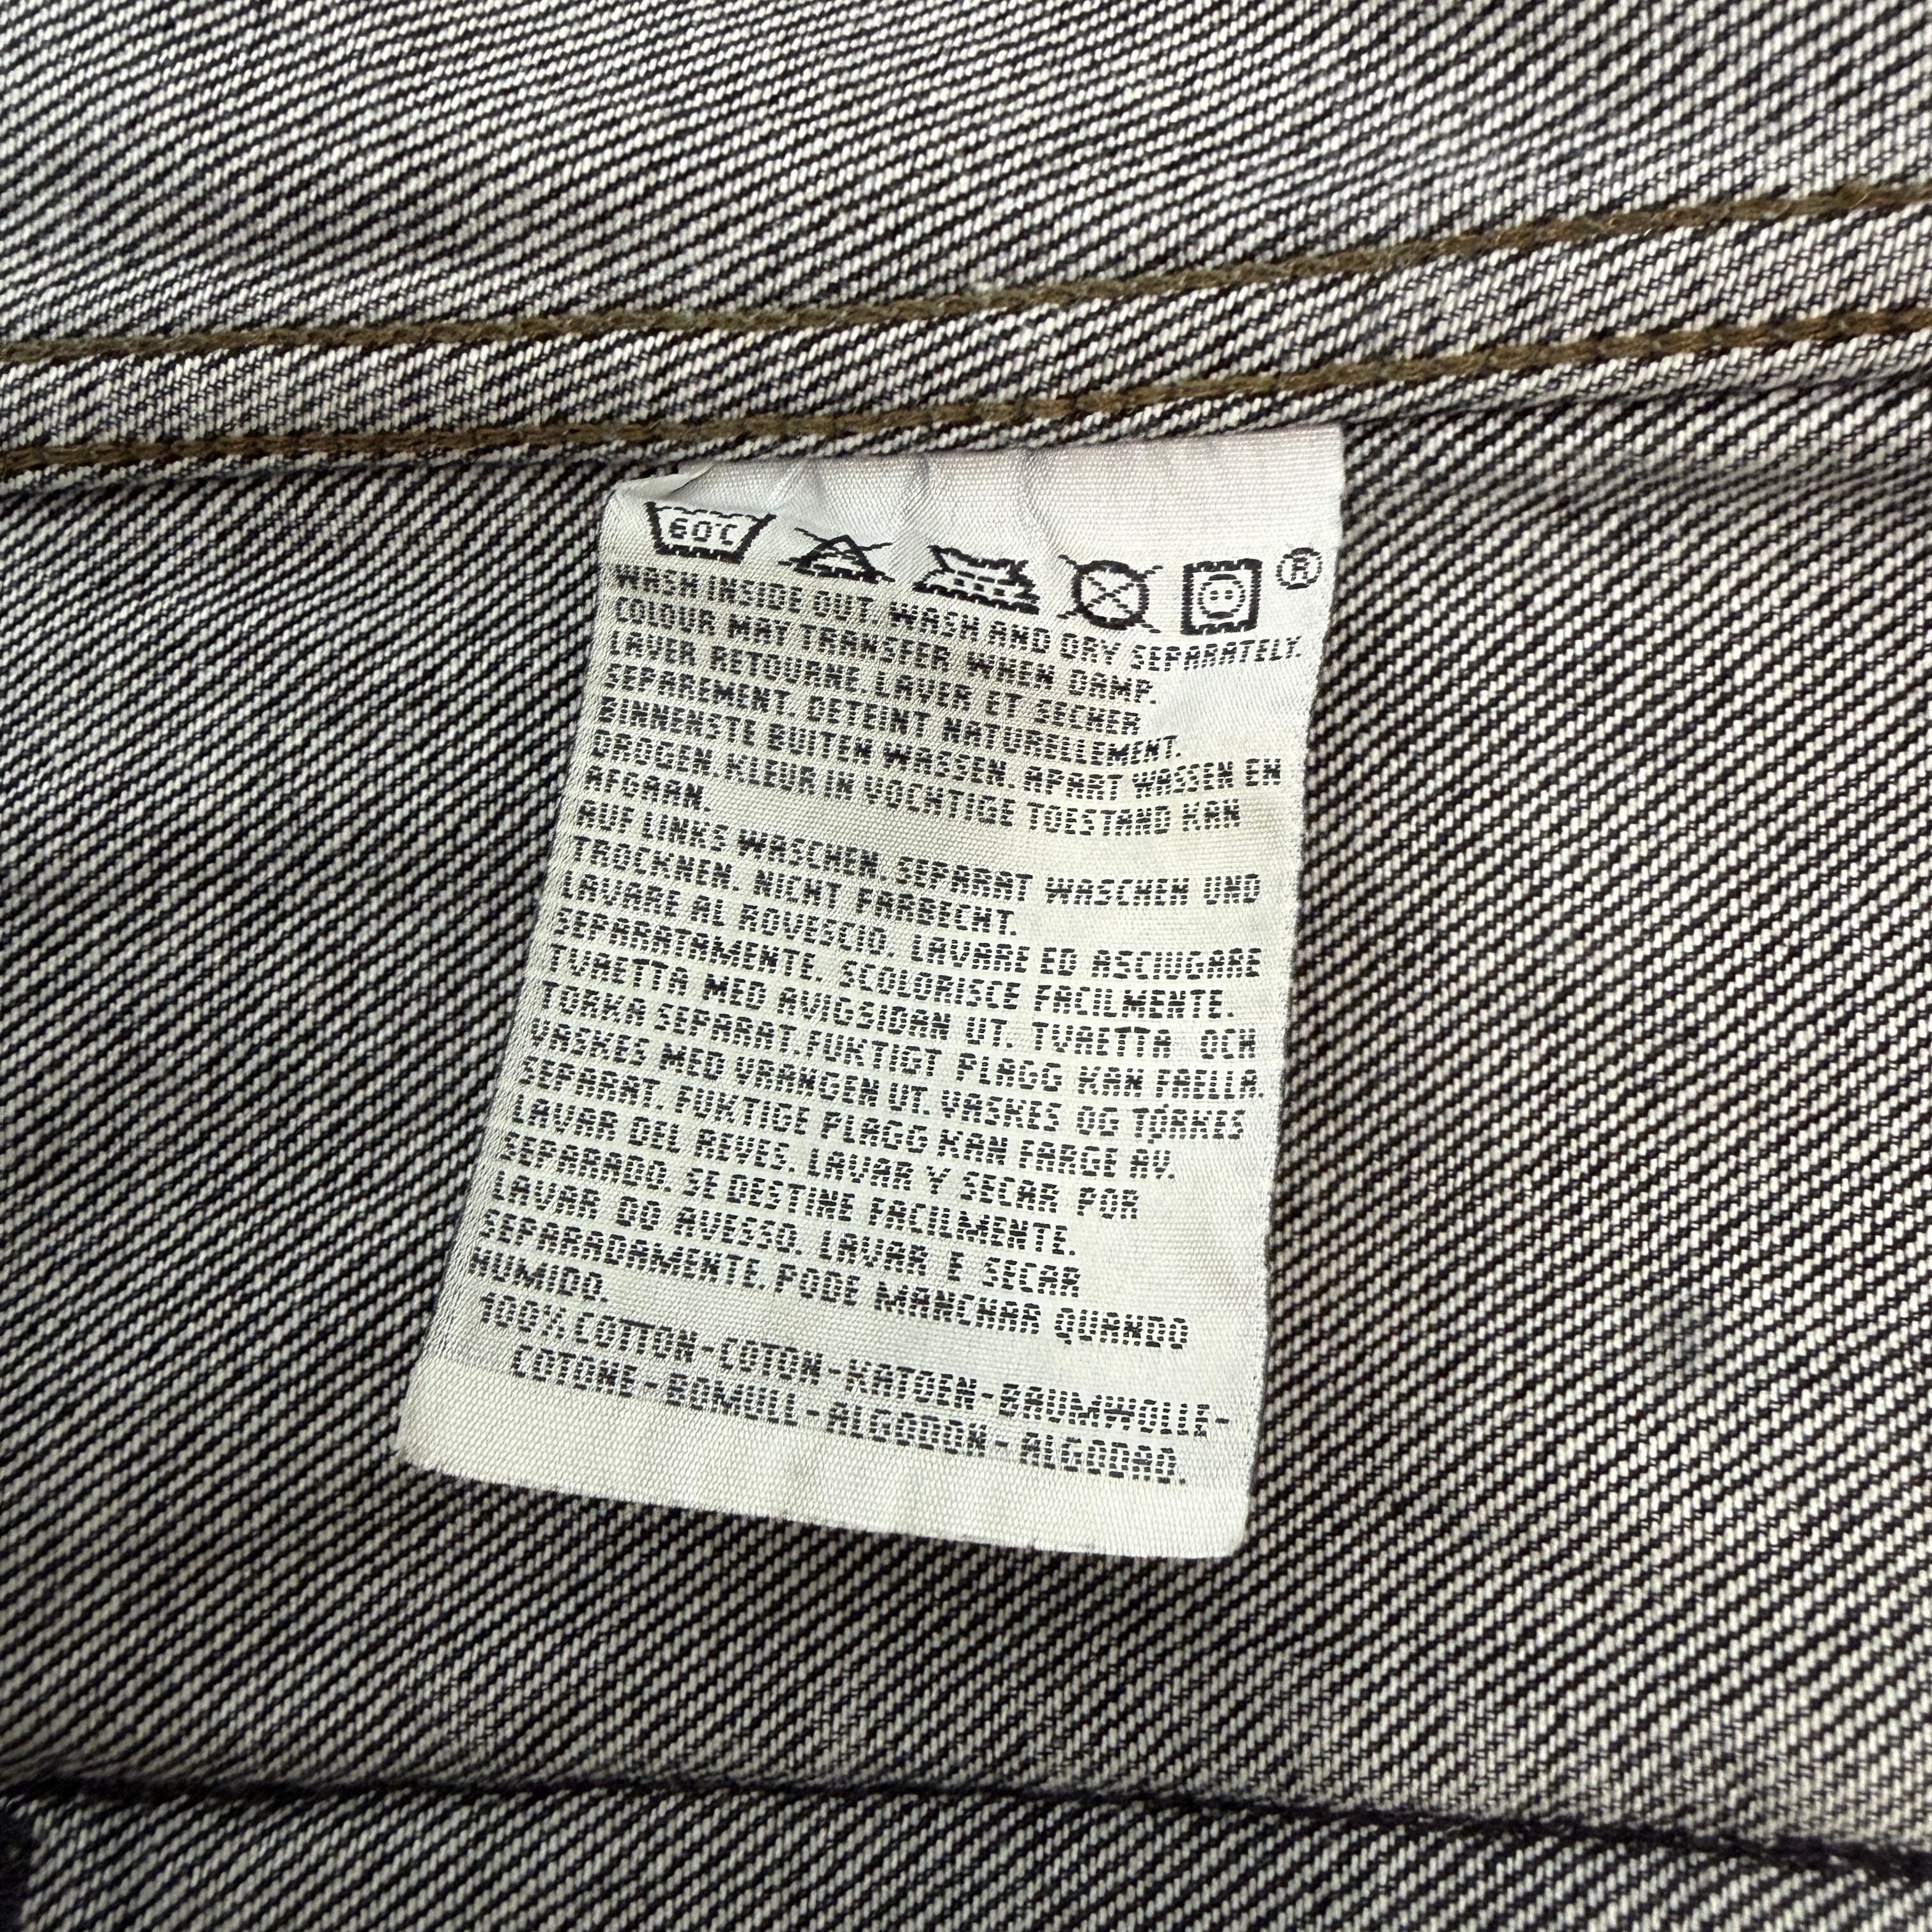 60°C
®
WASH INSIDE OUT. WASH AND DRY SEPARATELY.
COLOUR MAY TRANSFER WHEN DAMP.
LAVER RETOURNE. LAVER ET SECHER
SEPAREMENT. DETEINT NATURELLEMENT.
BINNENSTE BUITEN WASSEN. APART WASSEN EN
DROGEN. KLEUR IN VOCHTIGE TOESTAND KAN
AFGAAN.
AUF LINKS WASCHEN. SEPARAT WASCHEN UND
TROCKNEN. NICHT FARBECHT.
LAVARE AL ROVESCIO. LAVARE ED ASCIUGARE
SEPARATAMENTE. SCOLORISCE FACILMENTE.
TVAETTA MED AVIGSIDAN UT. TVAETTA OCH
TORKA SEPARAT. FUKTIGT PLAGG KAN FAELLA.
VASKES MED VRANGEN UT. VASKES OG TØRKES
SEPARAT. FUKTIGE PLAGG KAN FARGE AV.
LAVAR DEL REVES. LAVAR Y SECAR POR
SEPARADO. SE DESTINE FACILMENTE.
LAVAR DO AVESSO. LAVAR E SECAR
SEPARADAMENTE. PODE MANCHAR QUANDO
HUMIDO.
100% COTTON-COTON-KATOEN-BAUMWOLLE-
COTONE-BOMULL-ALGODON-ALGODAO.